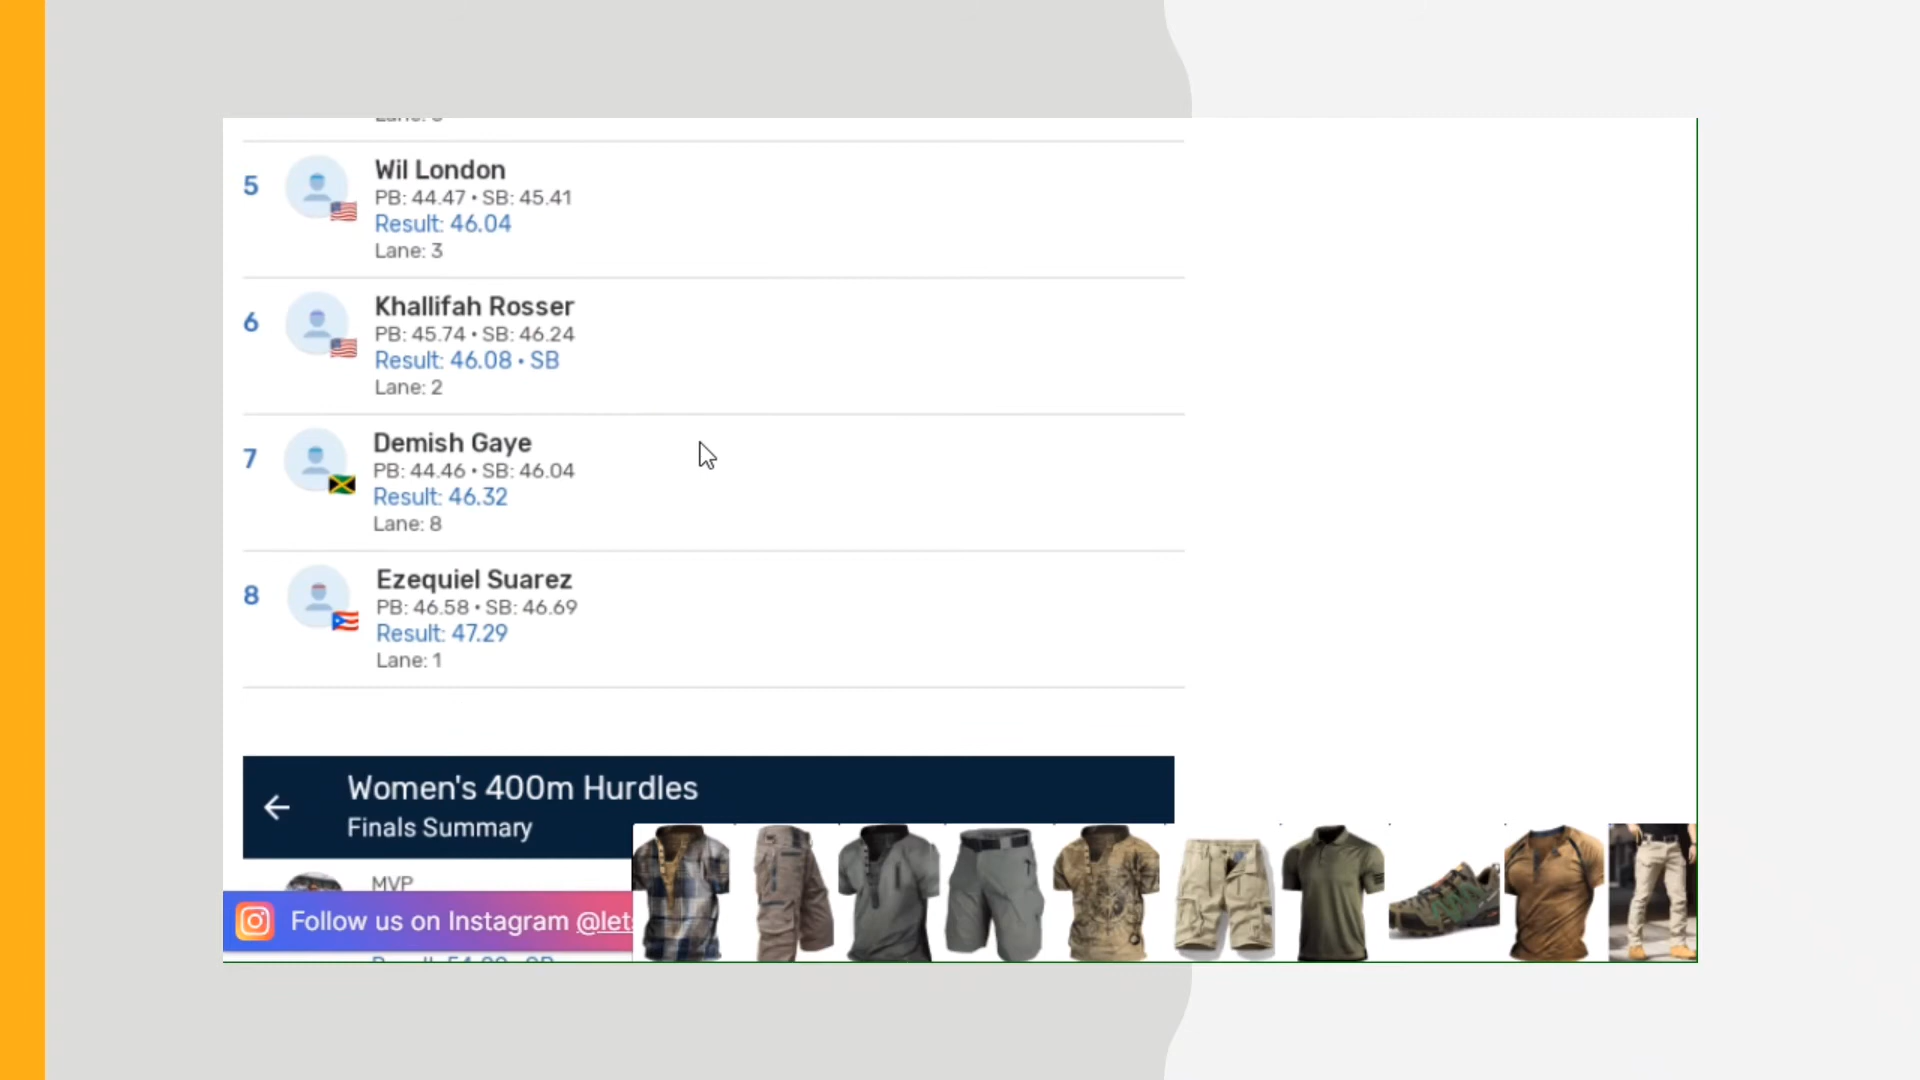 5
Wil London
PB: 44.47 • SB: 45.41
Result: 46.04
Lane: 3
6
Khallifah Rosser
PB: 45.74 • SB: 46.24
Result: 46.08 • SB
Lane: 2
7
Demish Gaye
PB: 44.46 • SB: 46.04
Result: 46.32
Lane: 8
8
Ezequiel Suarez
PB: 46.58 • SB: 46.69
Result: 47.29
Lane: 1
Women's 400m Hurdles
Finals Summary
MVP
Follow us on Instagram @let